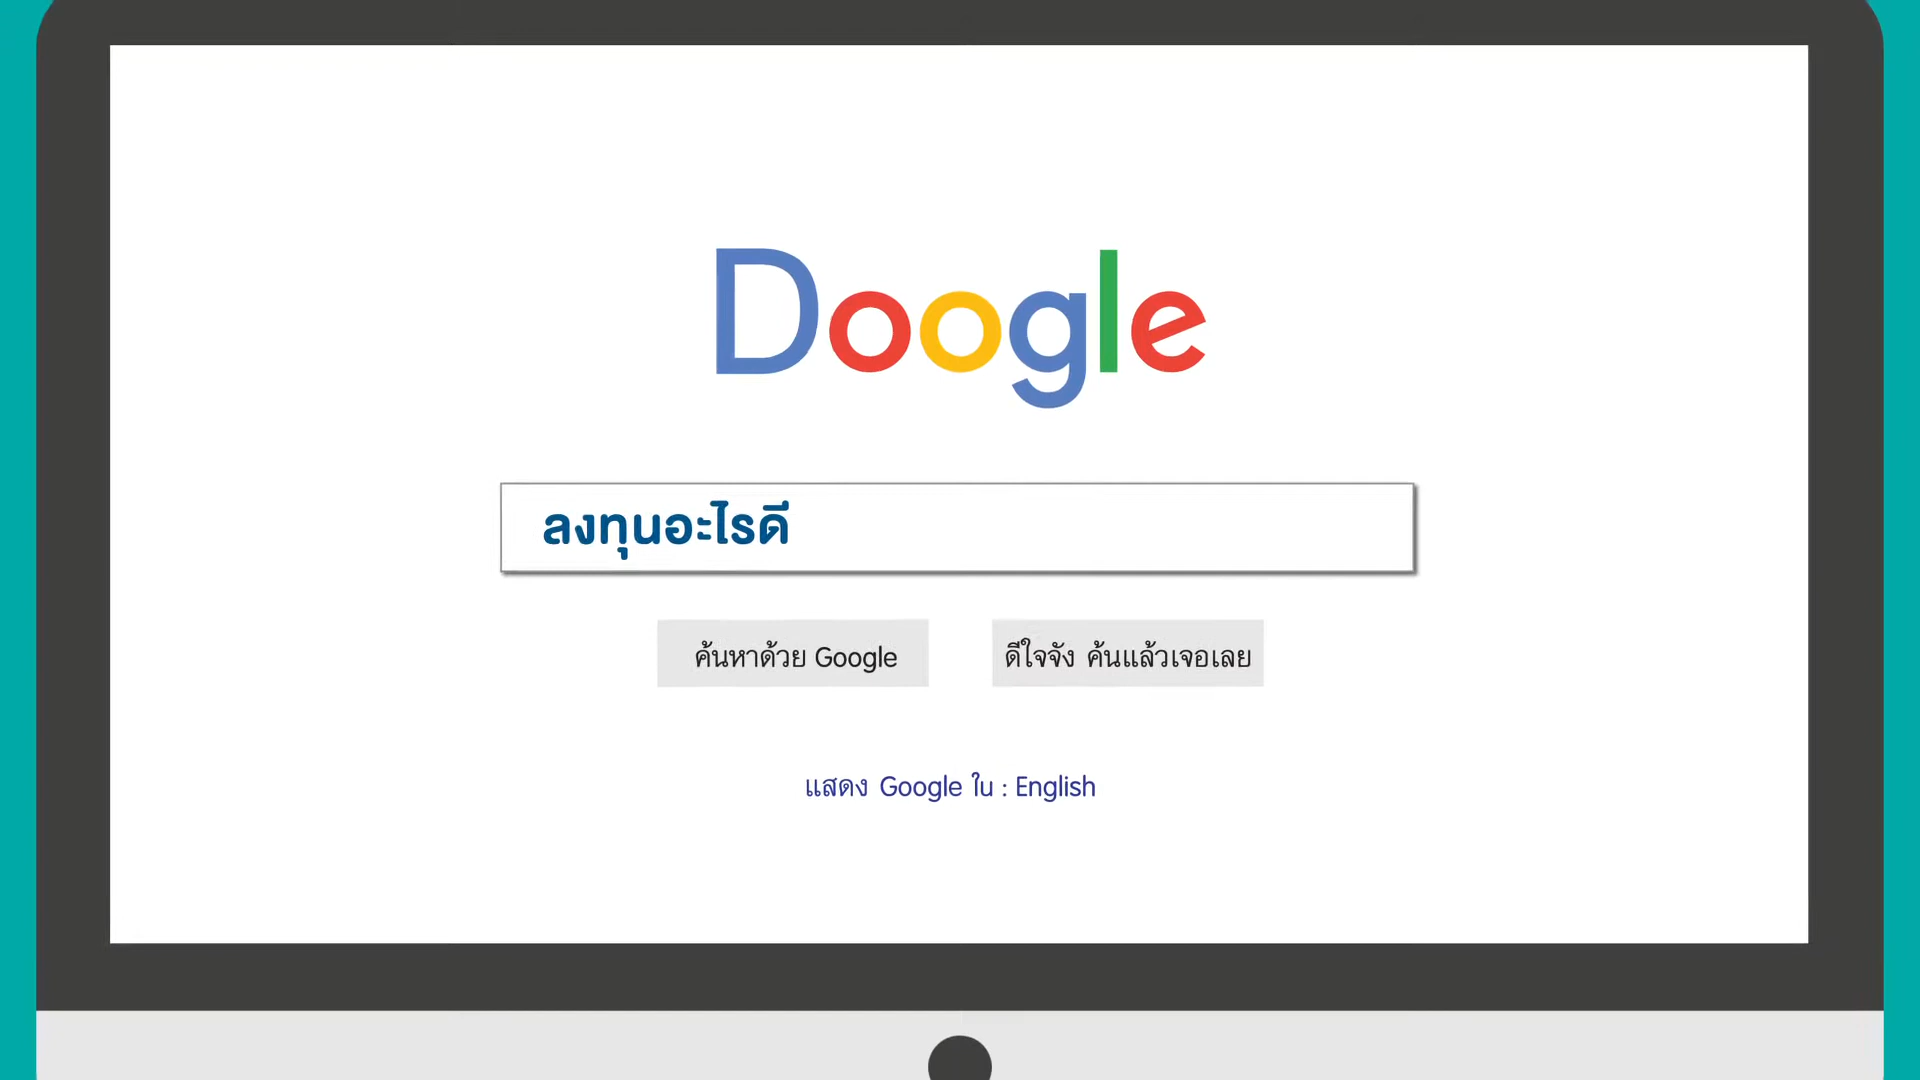 Doogle
ลงทุนอะไรดี
ค้นหาด้วย Google
ดีใจจัง ค้นแล้วเจอเลย
แสดง Google ใน : English